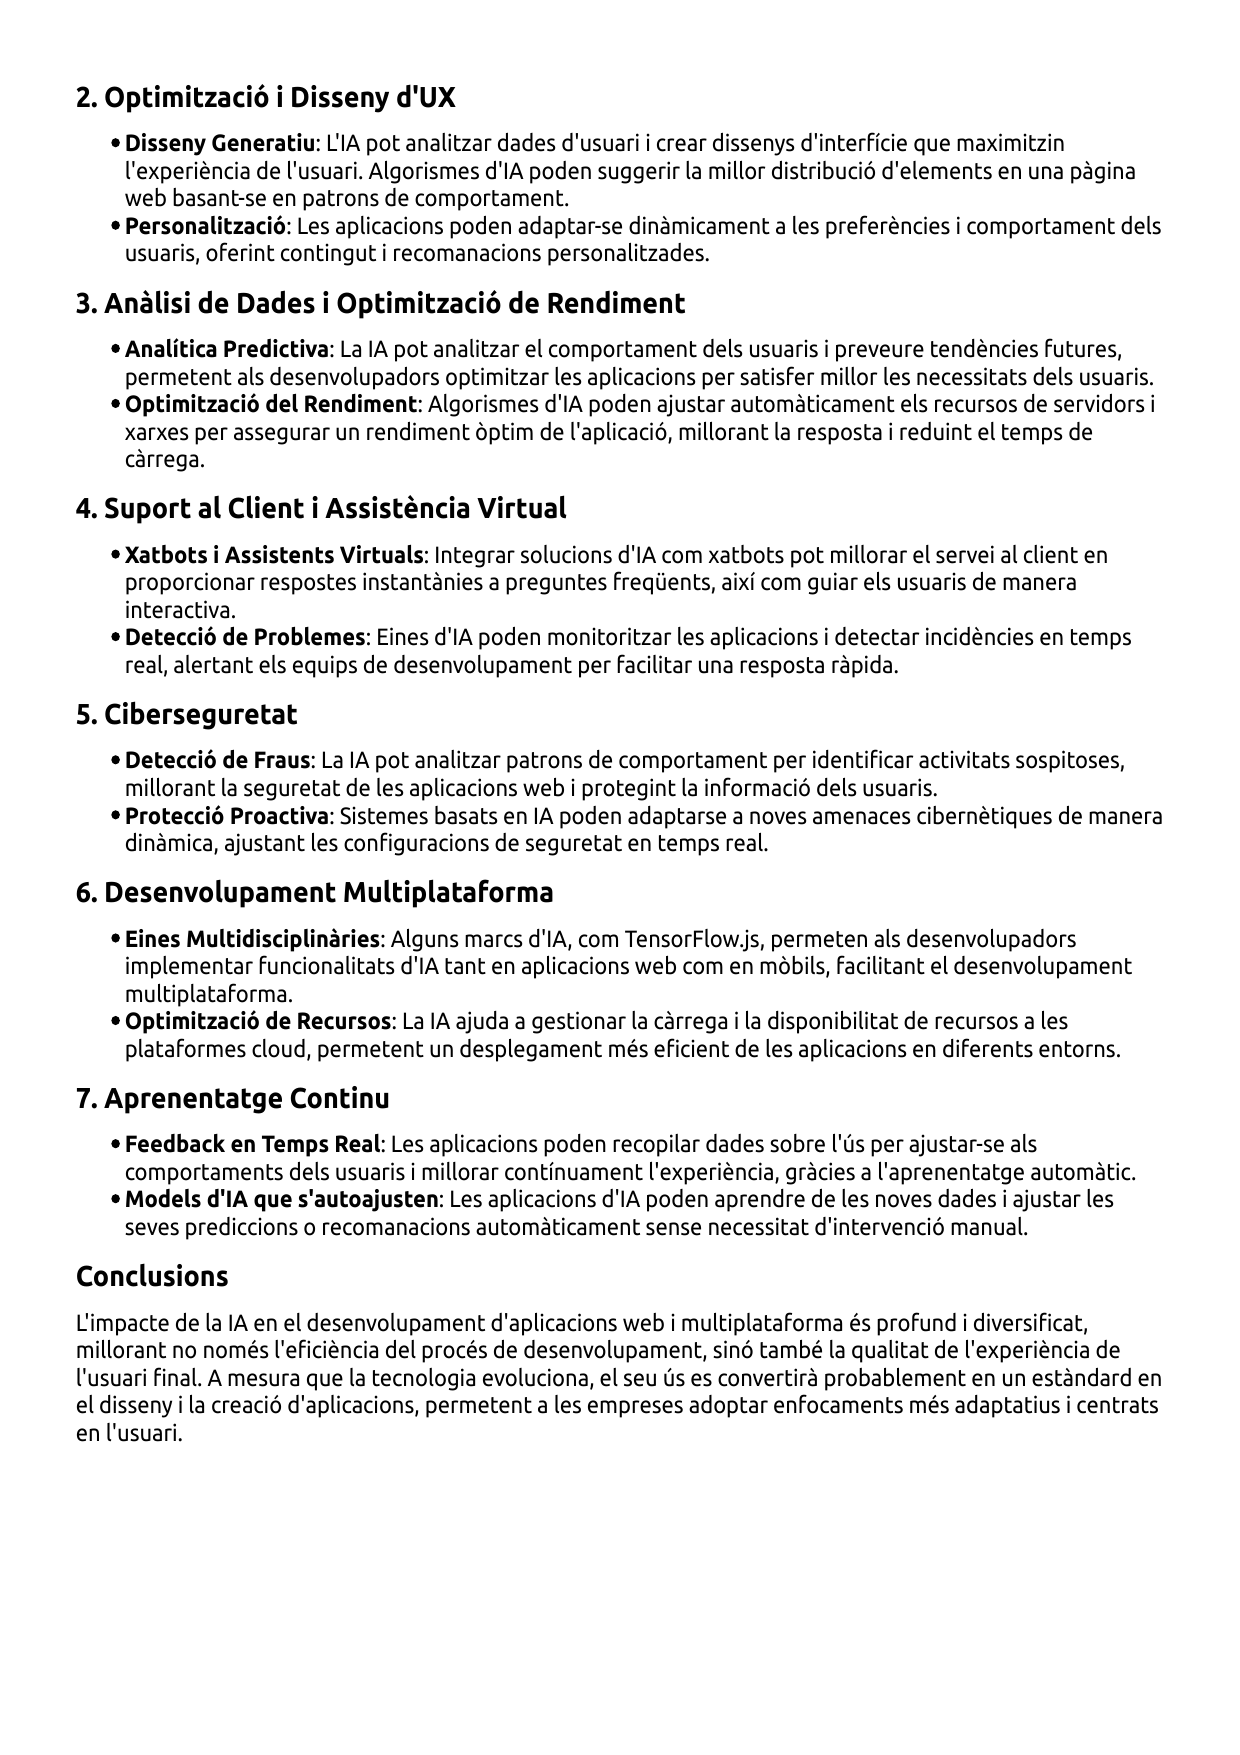 2. Optimització i Disseny d'UX
• Disseny Generatiu: L'IA pot analitzar dades d'usuari i crear dissenys d'interfície que maximitzin
l'experiència de l'usuari. Algorismes d'IA poden suggerir la millor distribució d'elements en una pàgina
web basant-se en patrons de comportament.
• Personalització: Les aplicacions poden adaptar-se dinàmicament a les preferències i comportament dels
usuaris, oferint contingut i recomanacions personalitzades.
3. Anàlisi de Dades i Optimització de Rendiment
• Analítica Predictiva: La IA pot analitzar el comportament dels usuaris i preveure tendències futures,
permetent als desenvolupadors optimitzar les aplicacions per satisfer millor les necessitats dels usuaris.
• Optimització del Rendiment: Algorismes d'IA poden ajustar automàticament els recursos de servidors i
xarxes per assegurar un rendiment òptim de l'aplicació, millorant la resposta i reduint el temps de
càrrega.
4. Suport al Client i Assistència Virtual
• Xatbots i Assistents Virtuals: Integrar solucions d'IA com xatbots pot millorar el servei al client en
proporcionar respostes instantànies a preguntes freqüents, així com guiar els usuaris de manera
interactiva.
• Detecció de Problemes: Eines d'IA poden monitoritzar les aplicacions i detectar incidències en temps
real, alertant els equips de desenvolupament per facilitar una resposta ràpida.
5. Ciberseguretat
• Detecció de Fraus: La IA pot analitzar patrons de comportament per identificar activitats sospitoses,
millorant la seguretat de les aplicacions web i protegint la informació dels usuaris.
• Protecció Proactiva: Sistemes basats en IA poden adaptarse a noves amenaces cibernètiques de manera
dinàmica, ajustant les configuracions de seguretat en temps real.
6. Desenvolupament Multiplataforma
• Eines Multidisciplinàries: Alguns marcs d'IA, com TensorFlow.js, permeten als desenvolupadors
implementar funcionalitats d'IA tant en aplicacions web com en mòbils, facilitant el desenvolupament
multiplataforma.
• Optimització de Recursos: La IA ajuda a gestionar la càrrega i la disponibilitat de recursos a les
plataformes cloud, permetent un desplegament més eficient de les aplicacions en diferents entorns.
7. Aprenentatge Continu
• Feedback en Temps Real: Les aplicacions poden recopilar dades sobre l'ús per ajustar-se als
comportaments dels usuaris i millorar contínuament l'experiència, gràcies a l'aprenentatge automàtic.
• Models d'IA que s'autoajusten: Les aplicacions d'IA poden aprendre de les noves dades i ajustar les
seves prediccions o recomanacions automàticament sense necessitat d'intervenció manual.
Conclusions
L'impacte de la IA en el desenvolupament d'aplicacions web i multiplataforma és profund i diversificat,
millorant no només l'eficiència del procés de desenvolupament, sinó també la qualitat de l'experiència de
l'usuari final. A mesura que la tecnologia evoluciona, el seu ús es convertirà probablement en un estàndard en
el disseny i la creació d'aplicacions, permetent a les empreses adoptar enfocaments més adaptatius i centrats
en l'usuari.